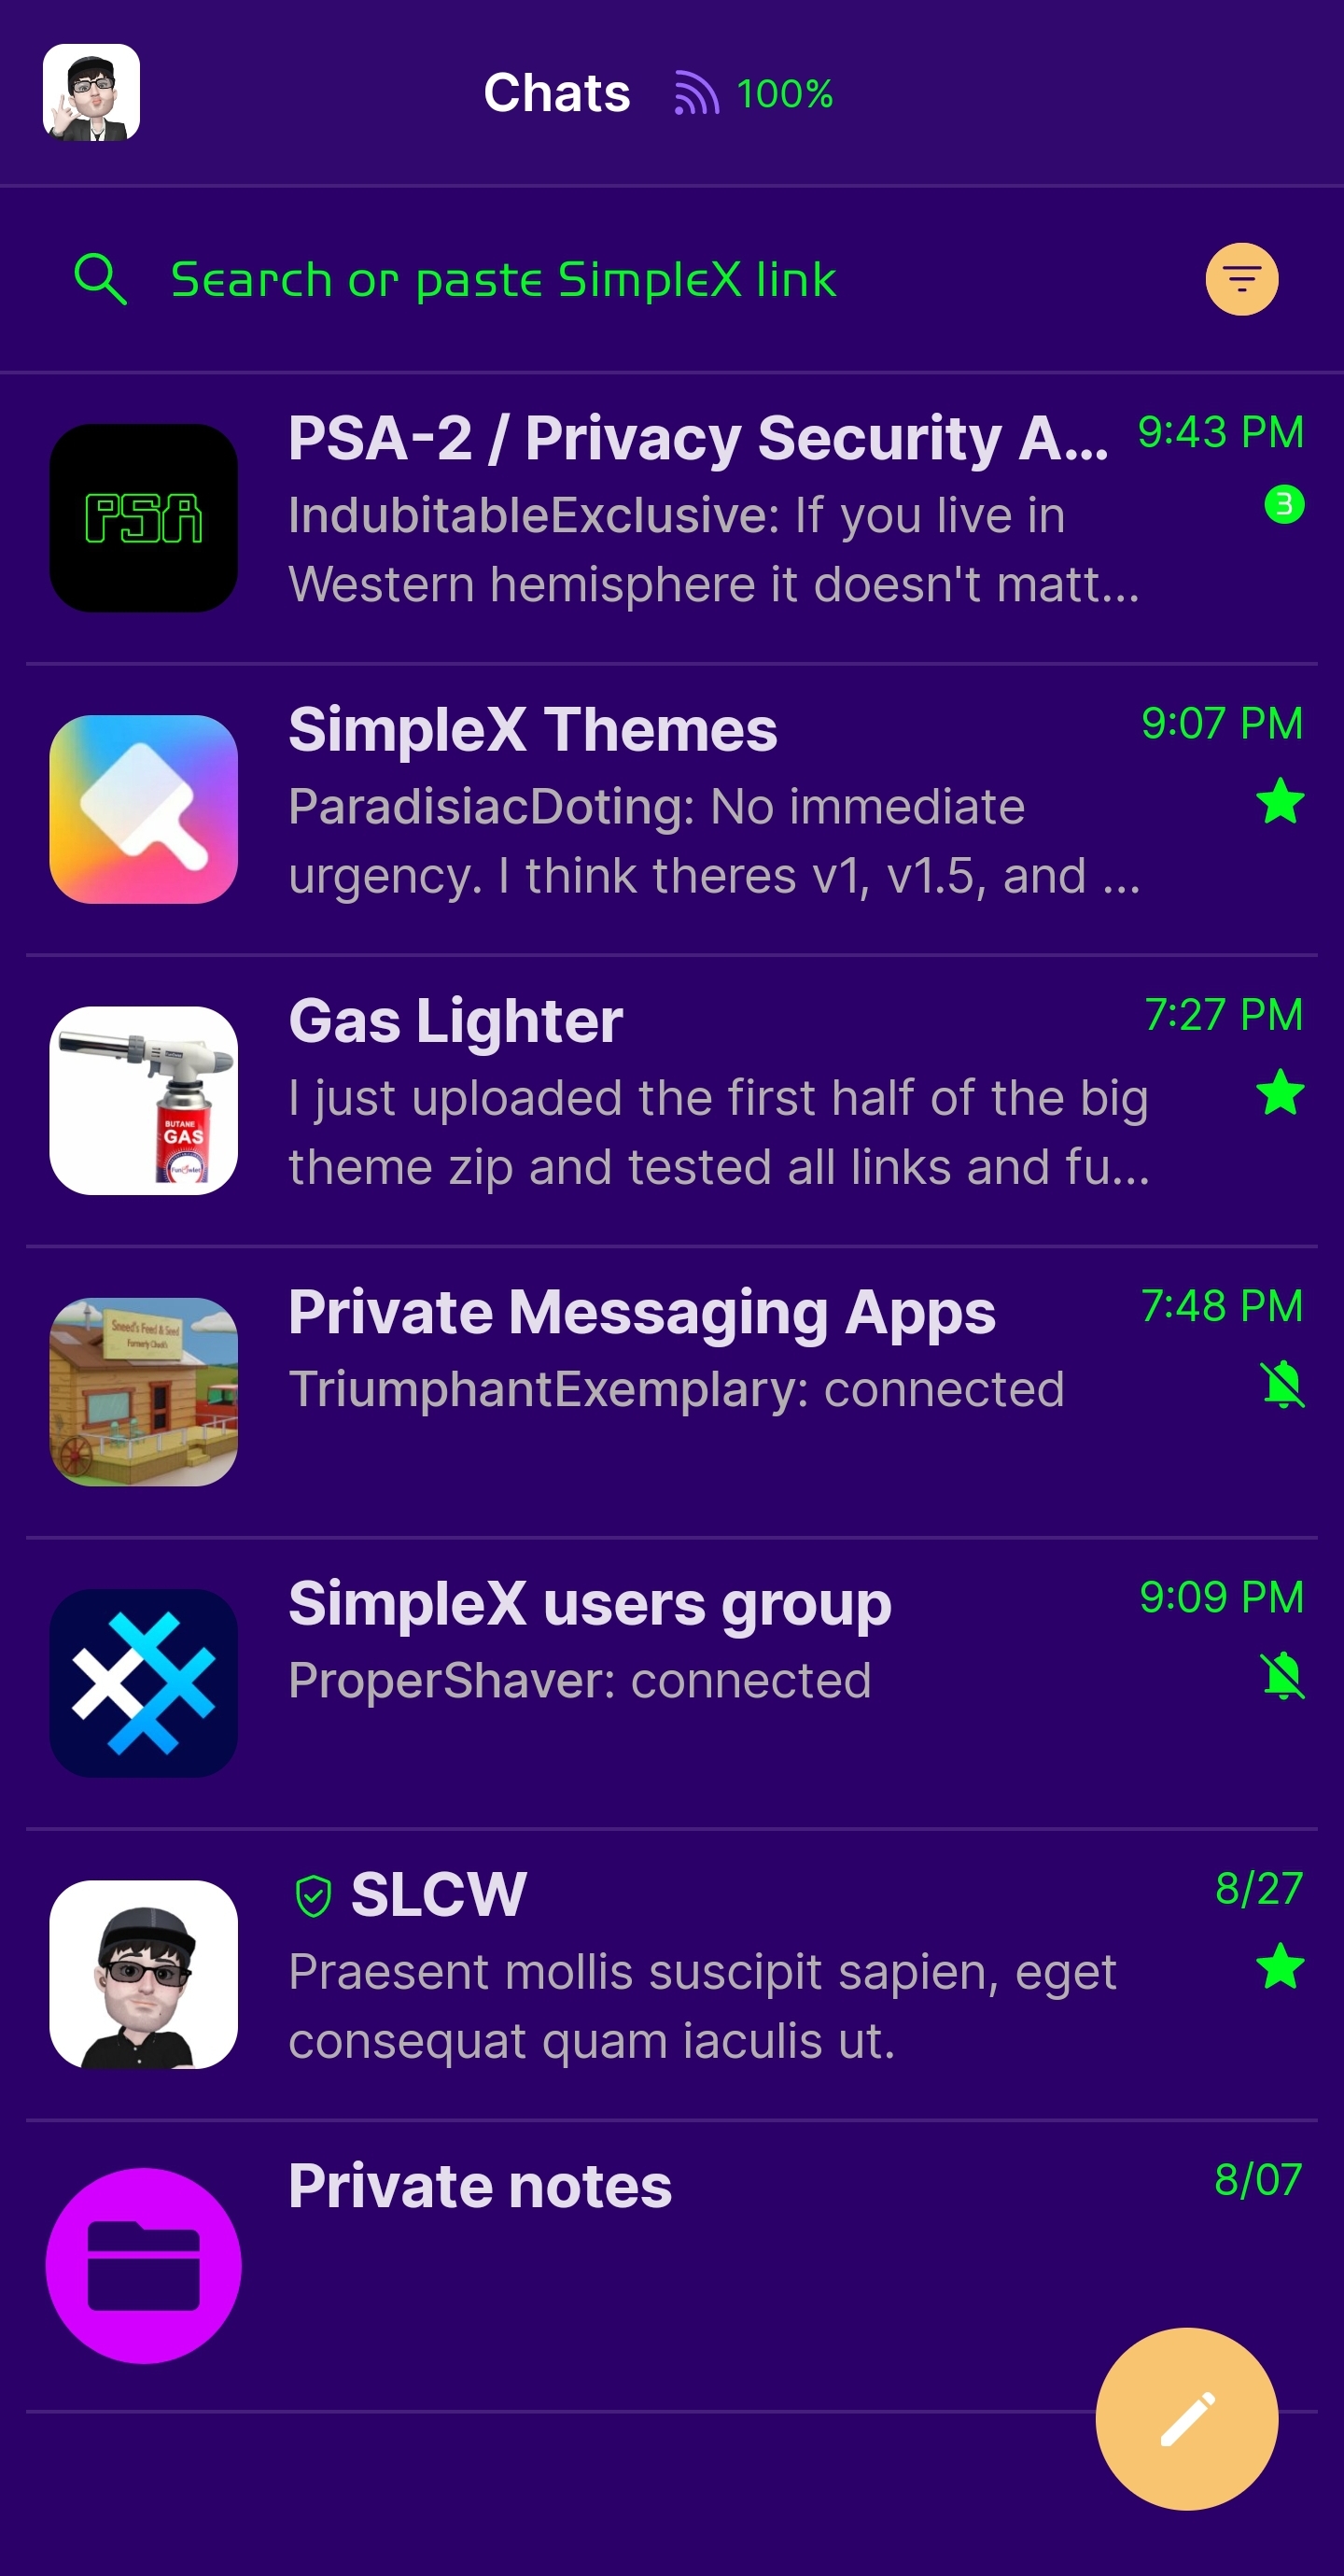 Chats 100%
Search or paste SimpleX link
PSA
PSA-2 / Privacy Security A... 9:43 PM
IndubitableExclusive: If you live in 3
Western hemisphere it doesn't matt...
SimpleX Themes 9:07 PM
ParadisiacDoting: No immediate
urgency. I think theres v1, v1.5, and ...
Gas Lighter 7:27 PM
I just uploaded the first half of the big
theme zip and tested all links and fu...
BUTANE
GAS
Private Messaging Apps 7:48 PM
Sneed's Feed & Seed
Formerly Chuck's
TriumphantExemplary: connected
SimpleX users group 9:09 PM
ProperShaver: connected
SLCW 8/27
Praesent mollis suscipit sapien, eget
consequat quam iaculis ut.
Private notes 8/07